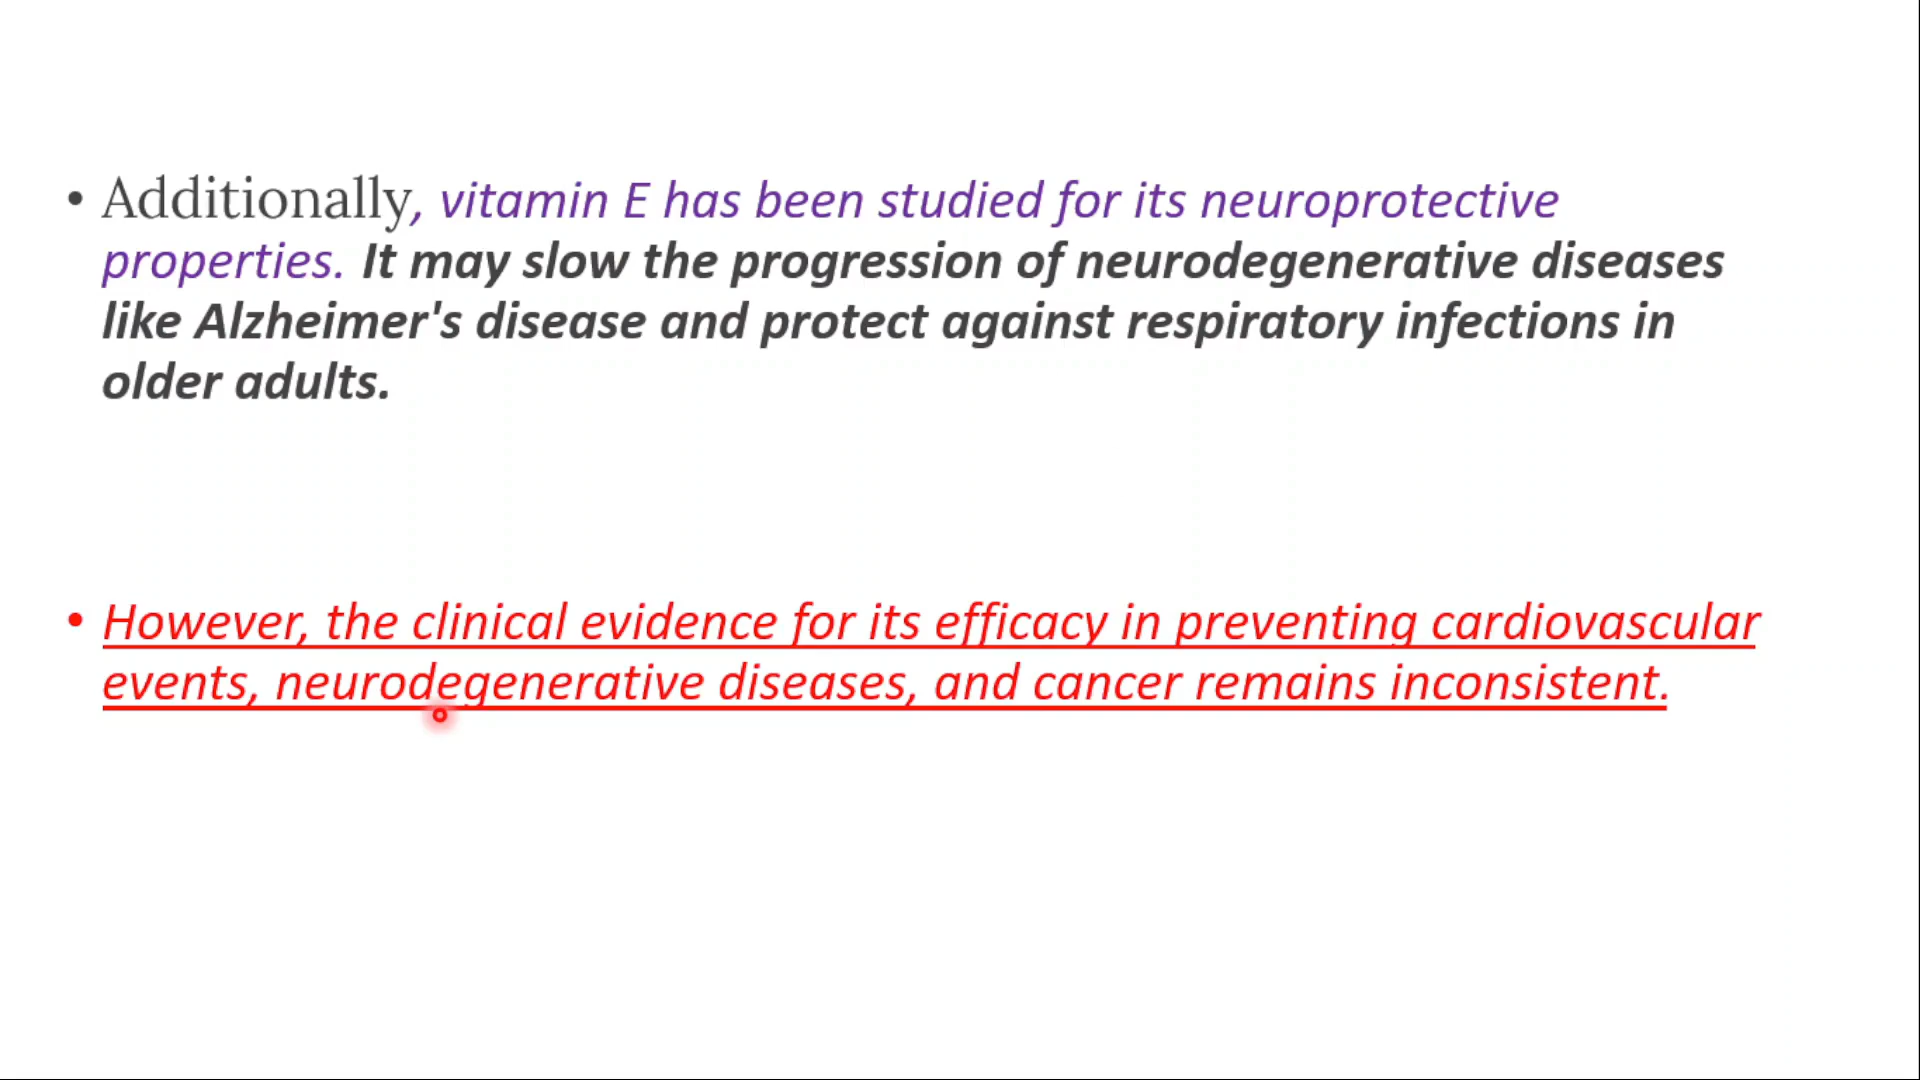 • Additionally, vitamin E has been studied for its neuroprotective
properties. It may slow the progression of neurodegenerative diseases
like Alzheimer's disease and protect against respiratory infections in
older adults.
• However, the clinical evidence for its efficacy in preventing cardiovascular
events, neurodegenerative diseases, and cancer remains inconsistent.